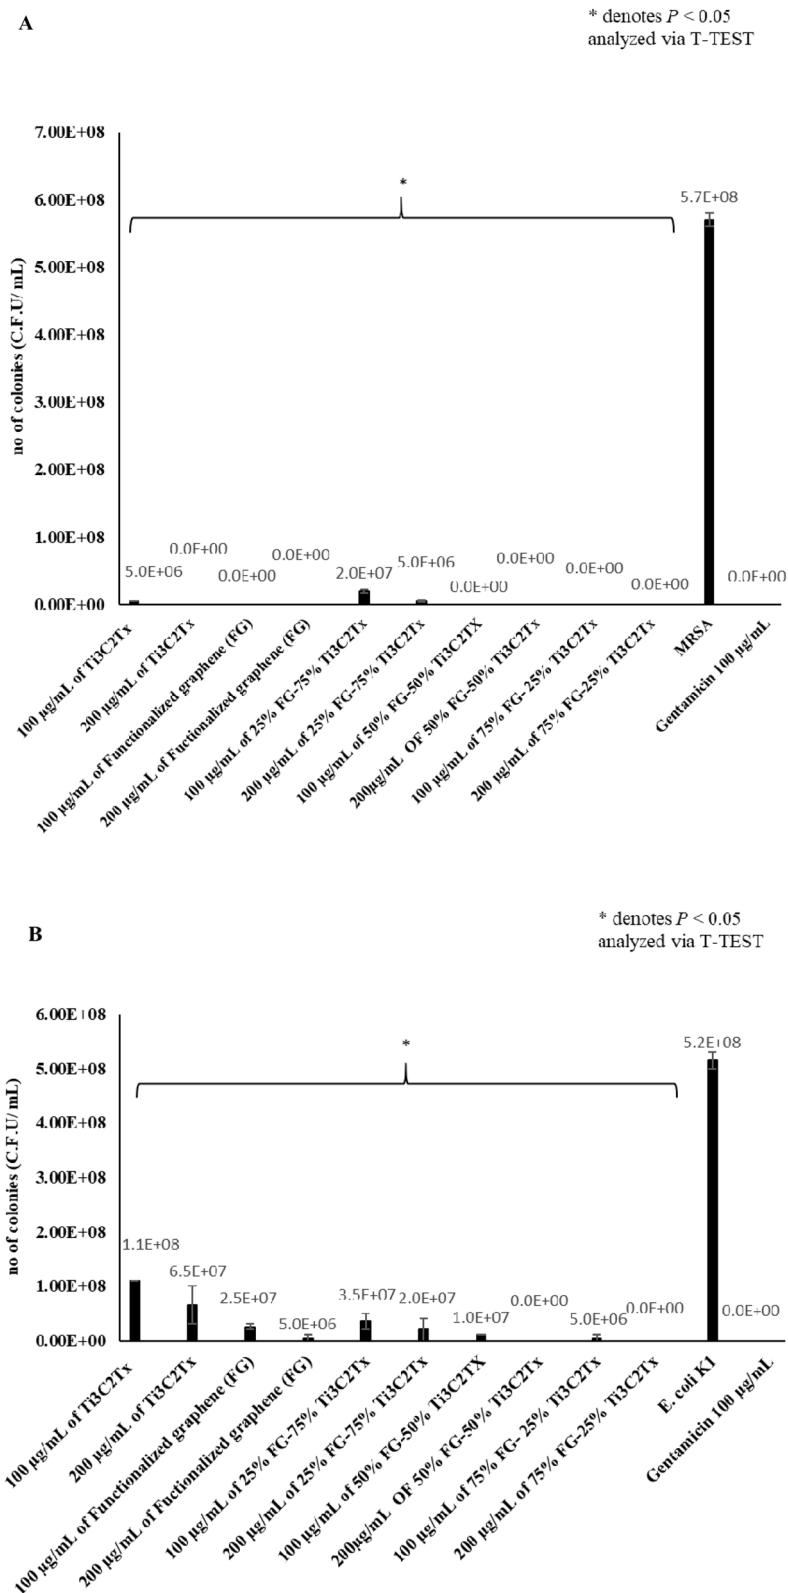 A
* denotes P < 0.05
analyzed via T-TEST
7.00E+08
6.00E+08
5.00E+08
4.00E+08
3.00E+08
2.00E+08
1.00E+08
0.00E+00
no of colonies (C.F.U/ mL)
*
5.0E+06
0.0E+00
0.0E+00
0.0E+00
2.0E+07
5.0E+06
0.0E+00
0.0E+00
0.0E+00
0.0E+00
5.7E+08
0.0E+00
100 µg/mL of Ti3C2Tx
200 µg/mL of Ti3C2Tx
100 µg/mL of Functionalized graphene (FG)
200 µg/mL of Fuctionalized graphene (FG)
100 µg/mL of 25% FG-75% Ti3C2Tx
200 µg/mL of 25% FG-75% Ti3C2Tx
100 µg/mL of 50% FG-50% Ti3C2TX
200µg/mL OF 50% FG-50% Ti3C2Tx
100 µg/mL of 75% FG- 25% Ti3C2Tx
200 µg/mL of 75% FG-25% Ti3C2Tx
MRSA
Gentamicin 100 µg/mL
B
* denotes P < 0.05
analyzed via T-TEST
6.00E+08
5.00E+08
4.00E+08
3.00E+08
2.00E+08
1.00E+08
0.00E+00
no of colonies (C.F.U/ mL)
*
1.1E+08
6.5E+07
2.5E+07
5.0E+06
3.5E+07
2.0E+07
1.0E+07
0.0E+00
5.0E+06
0.0E+00
5.2E+08
0.0E+00
100 µg/mL of Ti3C2Tx
200 µg/mL of Ti3C2Tx
100 µg/mL of Functionalized graphene (FG)
200 µg/mL of Fuctionalized graphene (FG)
100 µg/mL of 25% FG-75% Ti3C2Tx
200 µg/mL of 25% FG-75% Ti3C2Tx
100 µg/mL of 50% FG-50% Ti3C2TX
200µg/mL OF 50% FG-50% Ti3C2Tx
100 µg/mL of 75% FG- 25% Ti3C2Tx
200 µg/mL of 75% FG-25% Ti3C2Tx
E. coli K1
Gentamicin 100 µg/mL